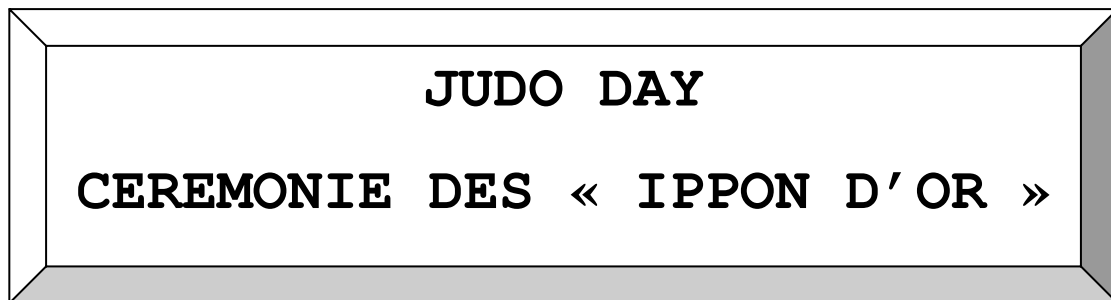 JUDO DAY
CEREMONIE DES « IPPON D’OR »